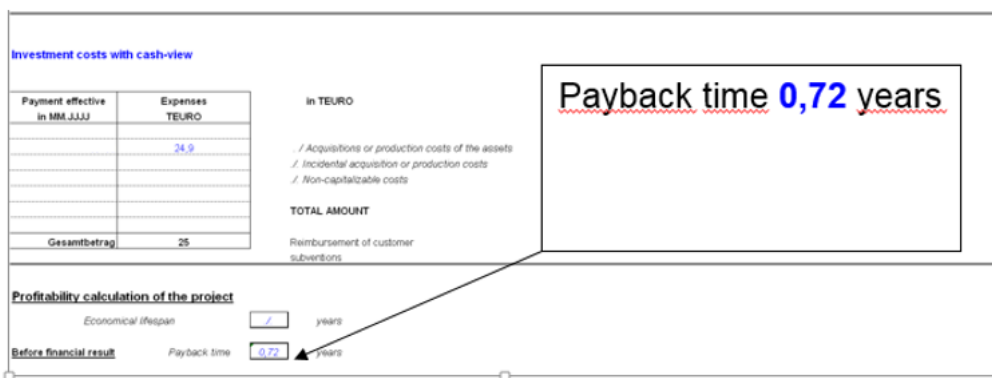 Investment costs with cash-view
Payment effective
in MM.JJJJ
Expenses
TEURO
24,9
Gesamtbetrag 25
in TEURO
./ Acquisitions or production costs of the assets
./. Incidental acquisition or production costs
./. Non-capitalizable costs
TOTAL AMOUNT
Reimbursement of customer
subventions
Payback time 0,72 years
Profitability calculation of the project
Economical lifespan ./. years
Before financial result Payback time 0,72 years